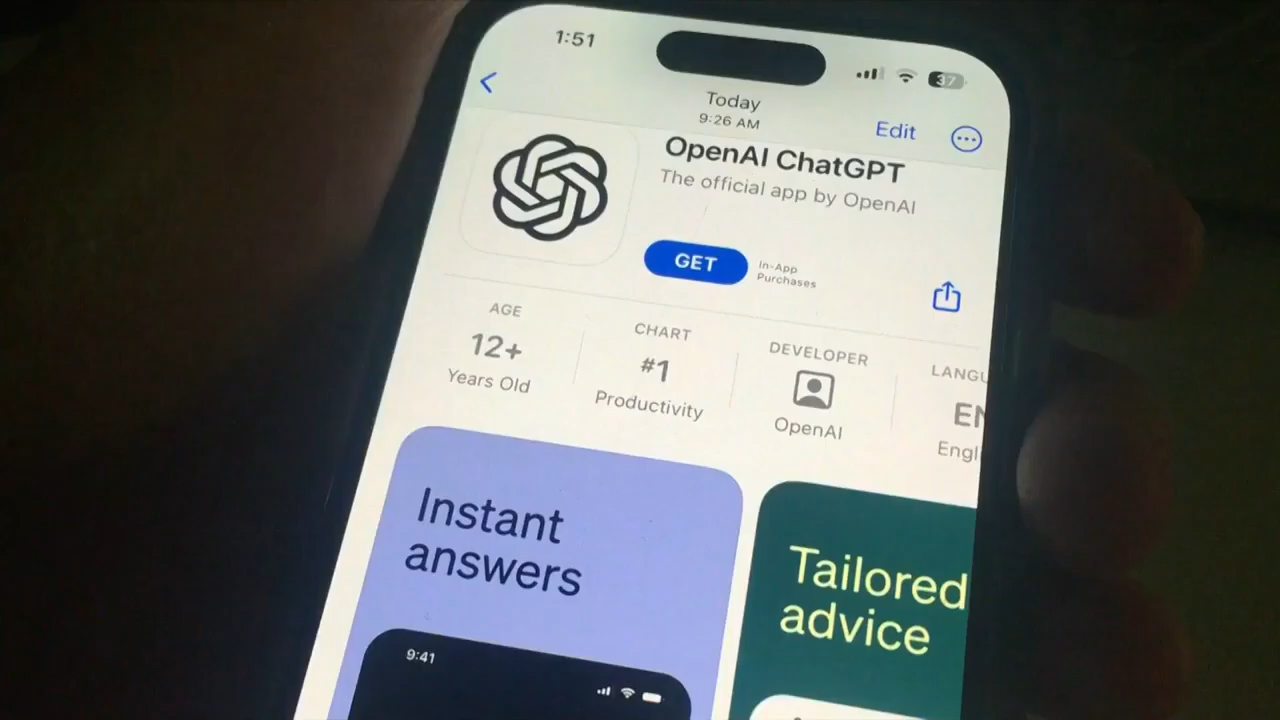 1:51
37
Today
9:26 AM
Edit
OpenAI ChatGPT
The official app by OpenAI
GET
In-App
Purchases
AGE
12+
Years Old
CHART
#1
Productivity
DEVELOPER
OpenAI
LANGU
EN
Engl
Instant
answers
9:41
Tailored
advice